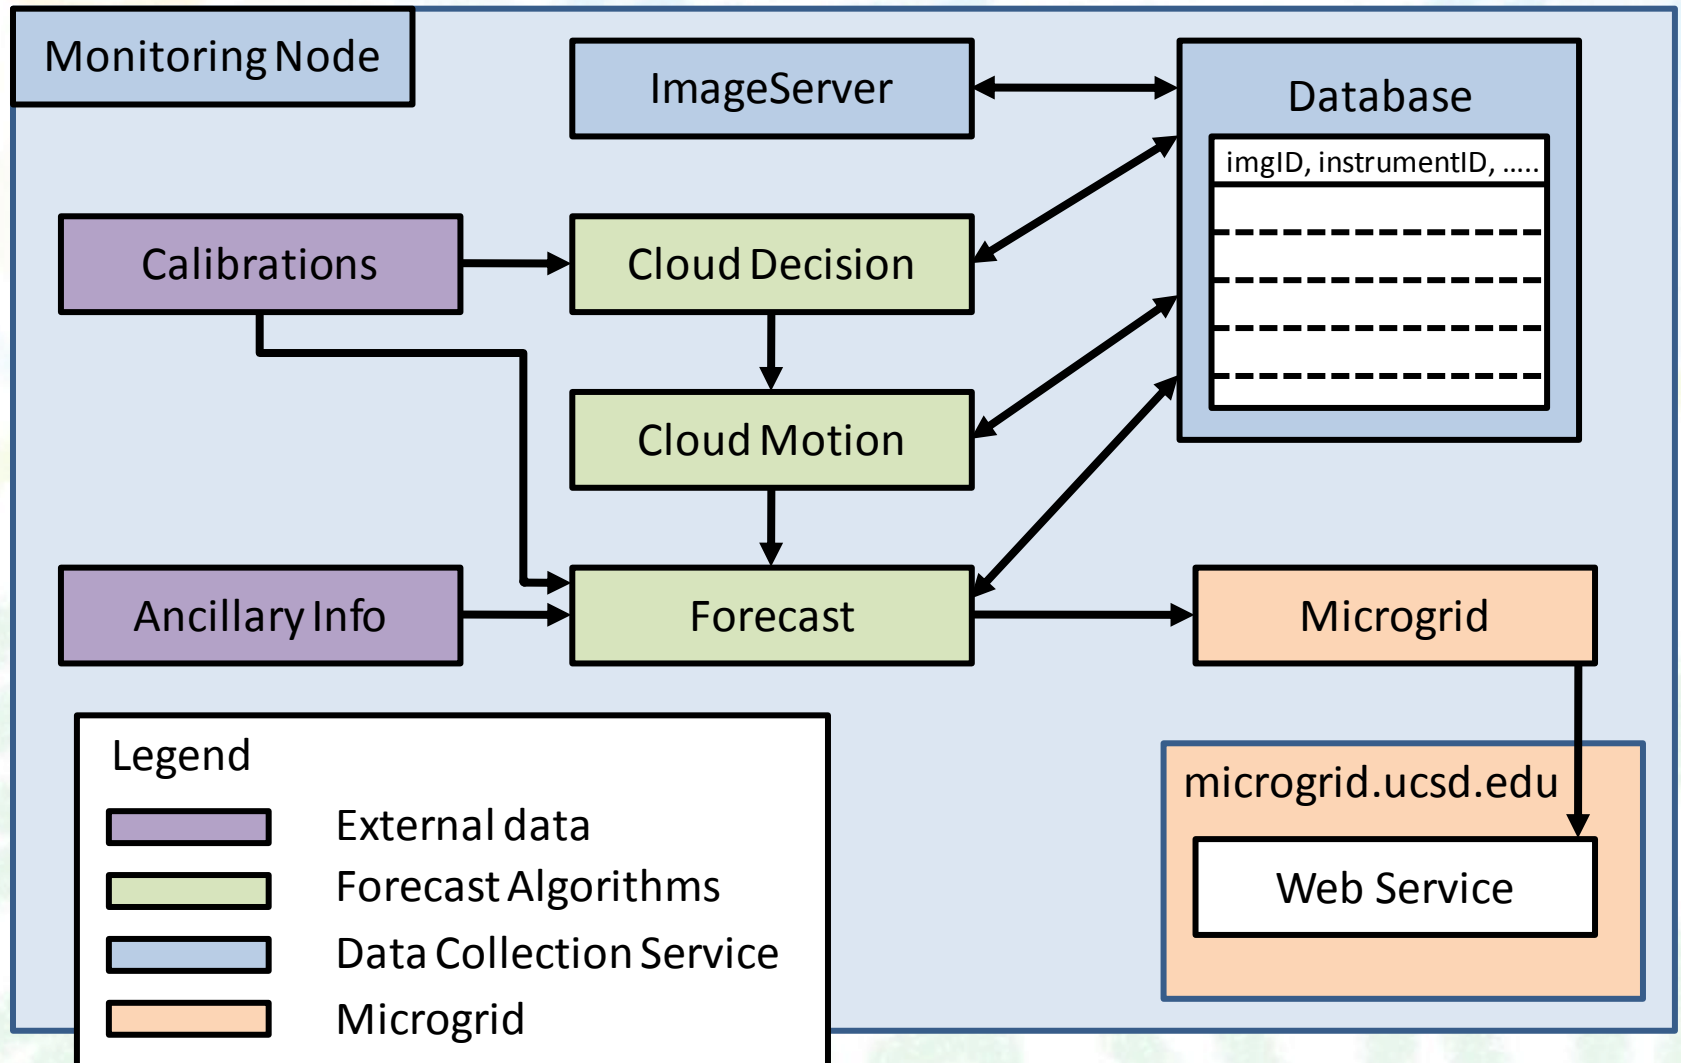 Monitoring Node
ImageServer
Database
imgID, instrumentID, .....
Calibrations
Cloud Decision
Cloud Motion
Ancillary Info
Forecast
Microgrid
Legend
External data
Forecast Algorithms
Data Collection Service
Microgrid
microgrid.ucsd.edu
Web Service